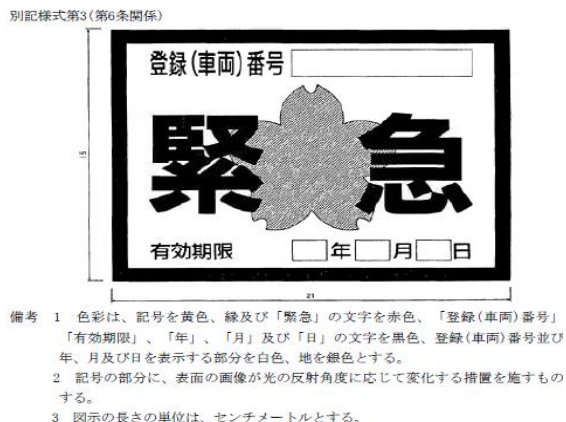 別記様式第3(第6条関係)
登録(車両)番号
緊急
有効期限 年 月 日
15
21
備考 1 色彩は、記号を黄色、縁及び「緊急」の文字を赤色、「登録(車両)番号」
「有効期限」、「年」、「月」及び「日」の文字を黒色、登録(車両)番号並び
年、月及び日を表示する部分を白色、地を銀色とする。
2 記号の部分に、表面の画像が光の反射角度に応じて変化する措置を施すもの
する。
3 図示の長さの単位は、センチメートルとする。